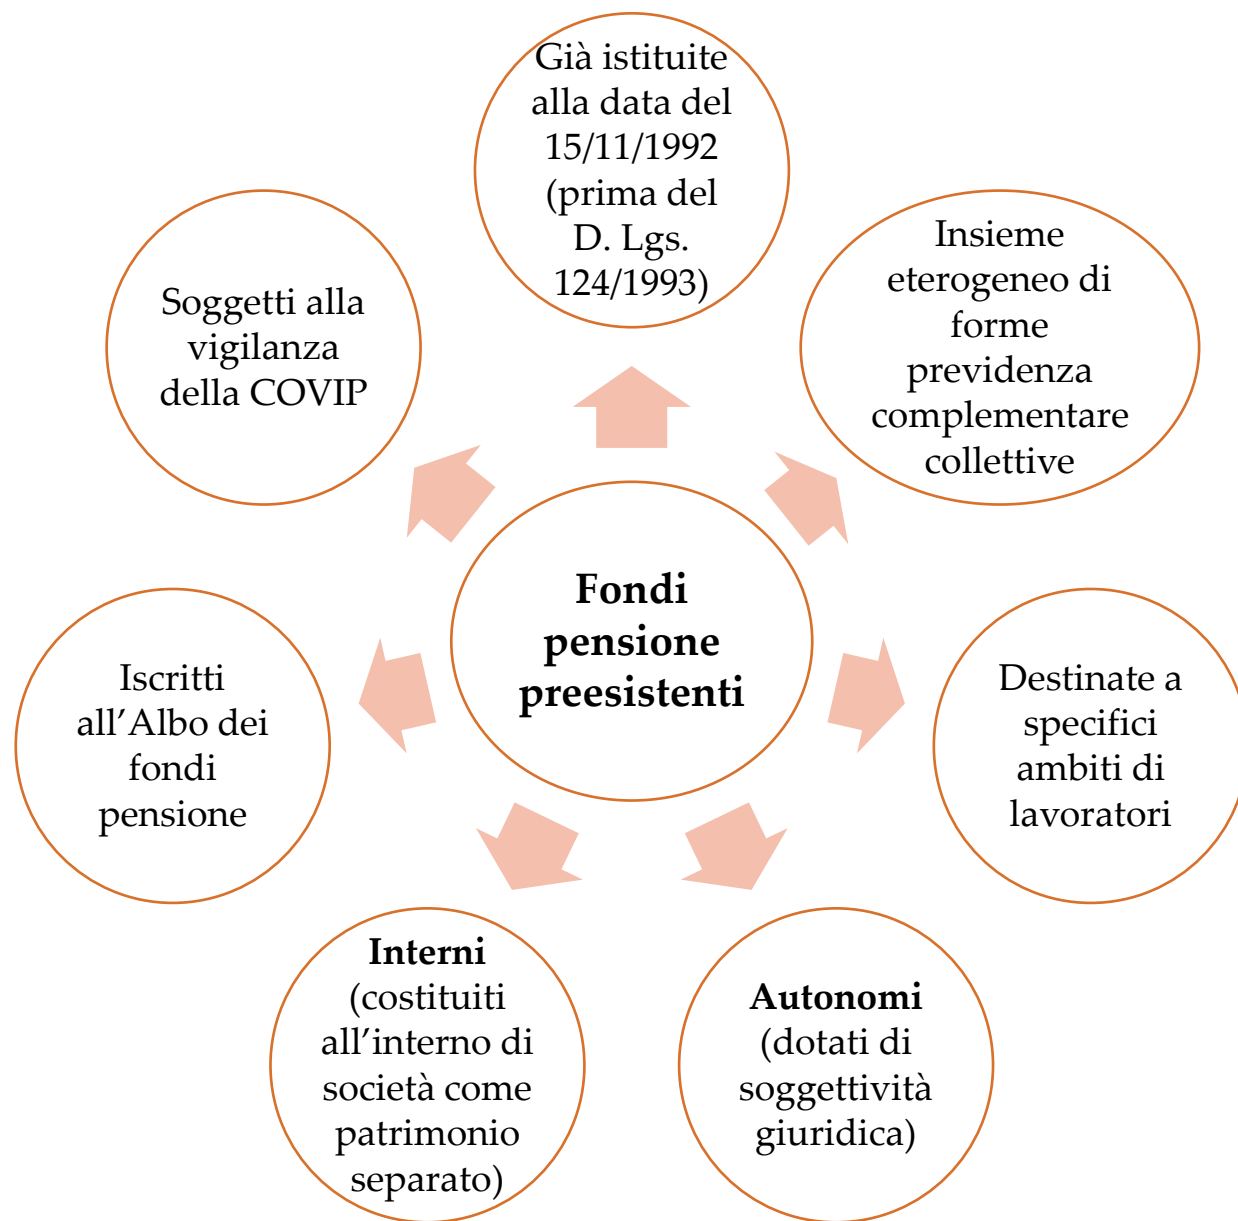 Già istituite
alla data del
15/11/1992
(prima del
D. Lgs.
124/1993)
Insieme
eterogeneo di
forme
previdenza
complementare
collettive
Destinate a
specifici
ambiti di
lavoratori
Autonomi
(dotati di
soggettività
giuridica)
Interni
(costituiti
all’interno di
società come
patrimonio
separato)
Iscritti
all’Albo dei
fondi
pensione
Soggetti alla
vigilanza
della COVIP
Fondi
pensione
preesistenti